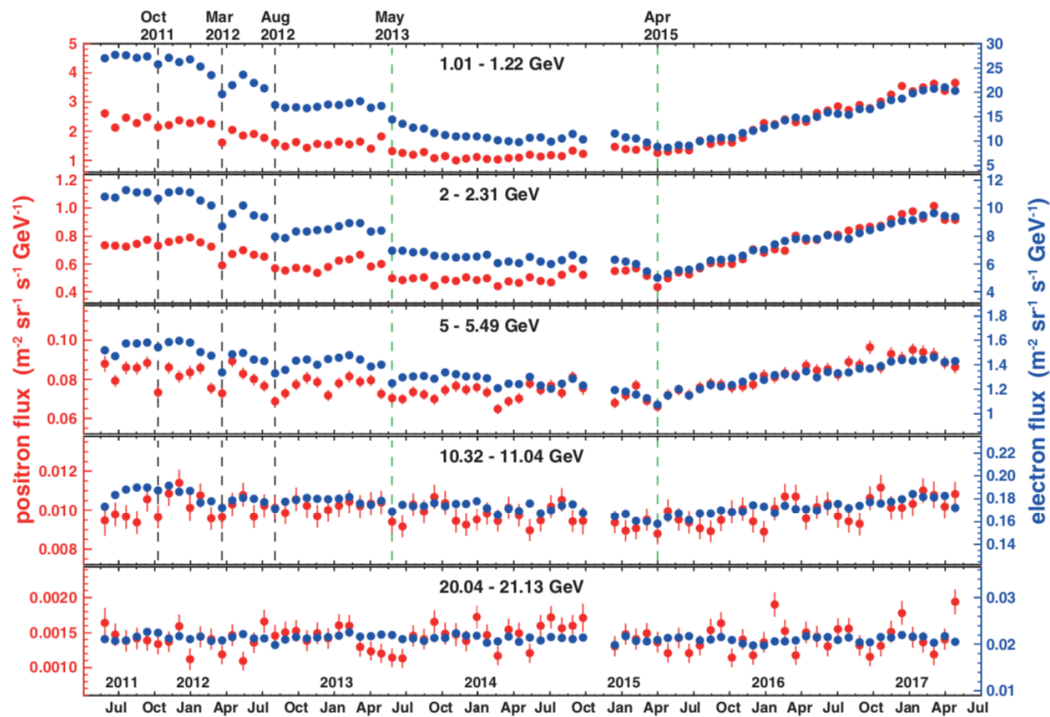 Oct Mar Aug May Apr
2011 2012 2012 2013 2015
5 1.01 - 1.22 GeV 30
4 25
3 20
2 15
1 10
5
1.2 2 - 2.31 GeV 12
1.0 10
0.8 8
0.6 6
0.4 4
5 - 5.49 GeV 1.8
0.10 1.6
1.4
0.08 1.2
0.06 1
10.32 - 11.04 GeV 0.22
0.012 0.20
0.18
0.010 0.16
0.008 0.14
20.04 - 21.13 GeV
0.0020 0.03
0.0015 0.02
0.0010
0.01
2011 2012 2013 2014 2015 2016 2017
Jul Oct Jan Apr Jul Oct Jan Apr Jul Oct Jan Apr Jul Oct Jan Apr Jul Oct Jan Apr Jul Oct Jan Apr Jul
positron flux (m⁻² sr⁻¹ s⁻¹ GeV⁻¹)
electron flux (m⁻² sr⁻¹ s⁻¹ GeV⁻¹)